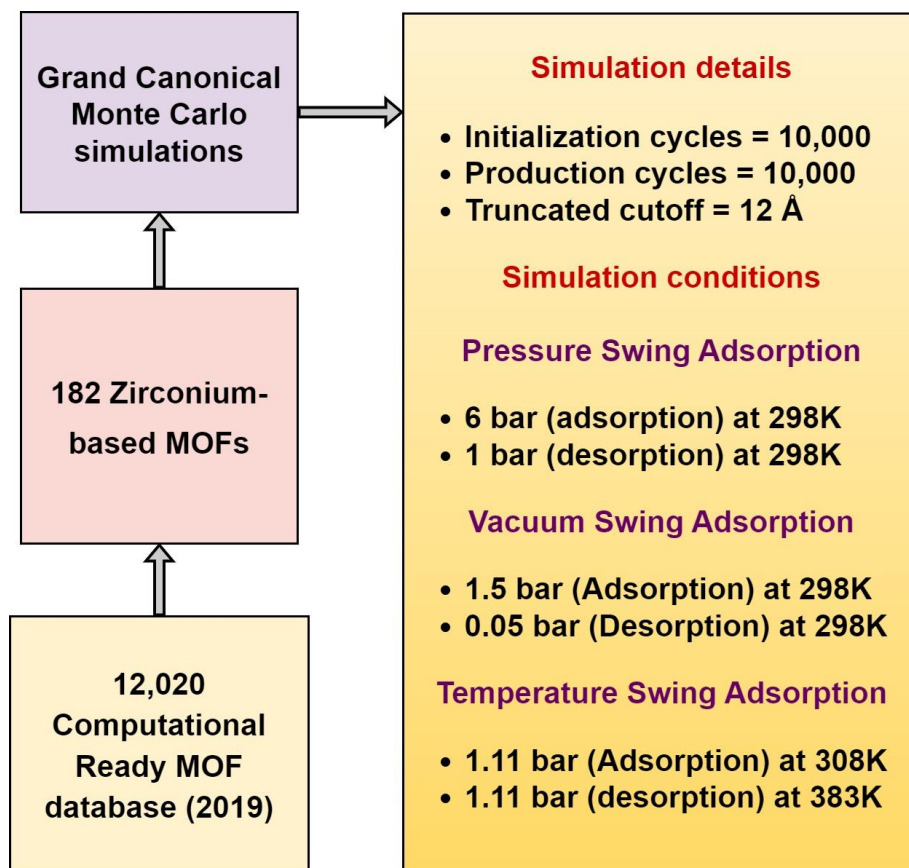 Grand Canonical
Monte Carlo
simulations
182 Zirconium-
based MOFs
12,020
Computational
Ready MOF
database (2019)
Simulation details
• Initialization cycles = 10,000
• Production cycles = 10,000
• Truncated cutoff = 12 Å
Simulation conditions
Pressure Swing Adsorption
• 6 bar (adsorption) at 298K
• 1 bar (desorption) at 298K
Vacuum Swing Adsorption
• 1.5 bar (Adsorption) at 298K
• 0.05 bar (Desorption) at 298K
Temperature Swing Adsorption
• 1.11 bar (Adsorption) at 308K
• 1.11 bar (desorption) at 383K